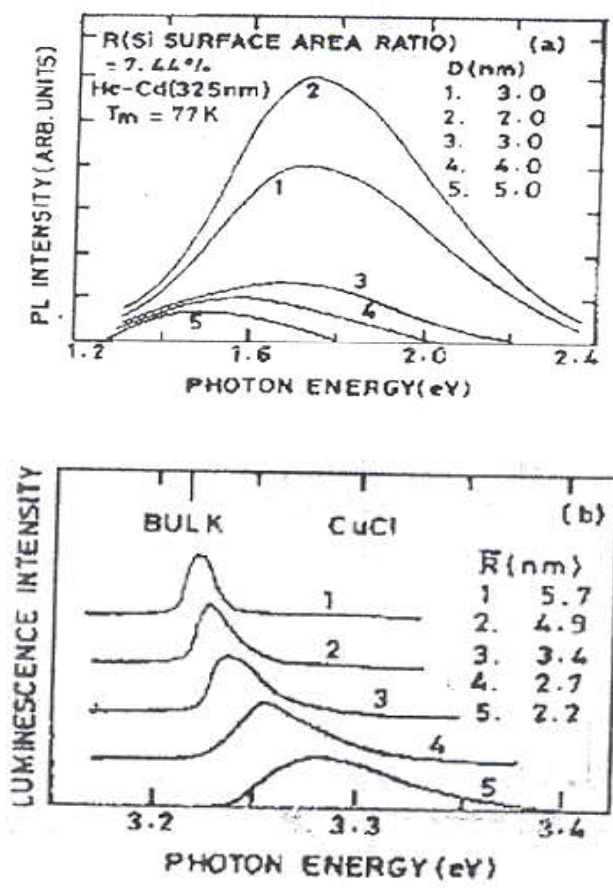 R(Si SURFACE AREA RATIO) (a)
= 7.44%
He-Cd(325nm)
Tm = 77K
D(nm)
1. 3.0
2. 2.0
3. 3.0
4. 4.0
5. 5.0
2
1
3
4
5
PL INTENSITY(ARB. UNITS)
1.2 1.6 2.0 2.4
PHOTON ENERGY(eV)
BULK CuCl (b)
R̅(nm)
1 5.7
2. 4.9
3. 3.4
4. 2.7
5. 2.2
1
2
3
4
5
LUMINESCENCE INTENSITY
3.2 3.3 3.4
PHOTON ENERGY(eV)